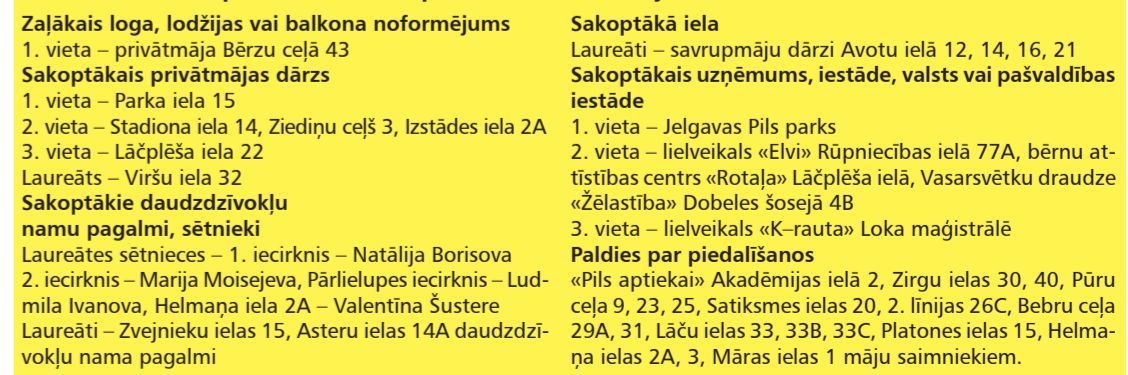 Zaļākais loga, lodžijas vai balkona noformējums
1. vieta – privātmāja Bērzu ceļā 43
Sakoptākais privātmājas dārzs
1. vieta – Parka iela 15
2. vieta – Stadiona iela 14, Ziediņu ceļš 3, Izstādes iela 2A
3. vieta – Lāčplēša iela 22
Laureāts – Viršu iela 32
Sakoptākie daudzdzīvokļu
namu pagalmi, sētnieki
Laureātes sētnieces – 1. iecirknis – Natālija Borisova
2. iecirknis – Marija Moisejeva, Pārlielupes iecirknis – Lud-
mila Ivanova, Helmaņa iela 2A – Valentīna Šustere
Laureāti – Zvejnieku ielas 15, Asteru ielas 14A daudzdzī-
vokļu nama pagalmi
Sakoptākā iela
Laureāti – savrupmāju dārzi Avotu ielā 12, 14, 16, 21
Sakoptākais uzņēmums, iestāde, valsts vai pašvaldības
iestāde
1. vieta – Jelgavas Pils parks
2. vieta – lielveikals «Elvi» Rūpniecības ielā 77A, bērnu at-
tīstības centrs «Rotaļa» Lāčplēša ielā, Vasarsvētku draudze
«Žēlastība» Dobeles šosejā 4B
3. vieta – lielveikals «K–rauta» Loka maģistrālē
Paldies par piedalīšanos
«Pils aptiekai» Akadēmijas ielā 2, Zirgu ielas 30, 40, Pūru
ceļa 9, 23, 25, Satiksmes ielas 20, 2. līnijas 26C, Bebru ceļa
29A, 31, Lāču ielas 33, 33B, 33C, Platones ielas 15, Helma-
ņa ielas 2A, 3, Māras ielas 1 māju saimniekiem.